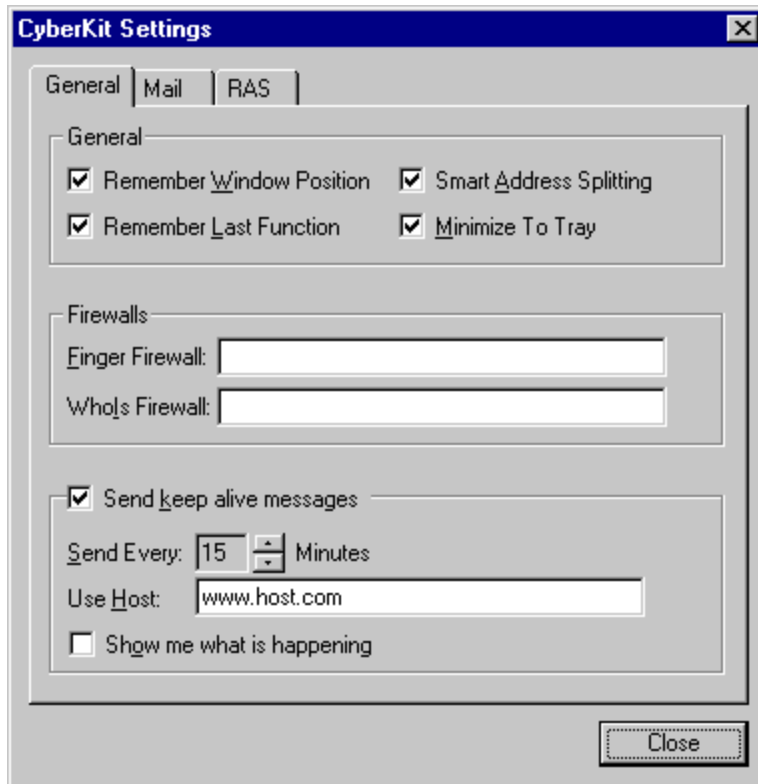 CyberKit Settings
General Mail RAS
General
Remember Window Position Smart Address Splitting
Remember Last Function Minimize To Tray
Firewalls
Finger Firewall:
WhoIs Firewall:
Send keep alive messages
Send Every: 15 Minutes
Use Host: www.host.com
Show me what is happening
Close